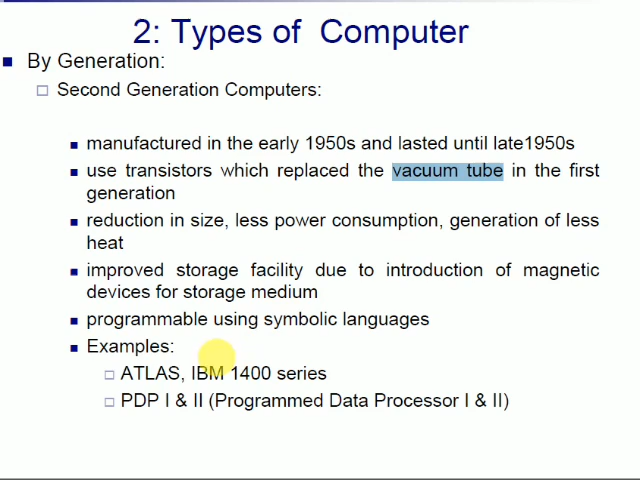 2: Types of Computer
By Generation:
Second Generation Computers:
manufactured in the early 1950s and lasted until late1950s
use transistors which replaced the vacuum tube in the first
generation
reduction in size, less power consumption, generation of less
heat
improved storage facility due to introduction of magnetic
devices for storage medium
programmable using symbolic languages
Examples:
ATLAS, IBM 1400 series
PDP I & II (Programmed Data Processor I & II)